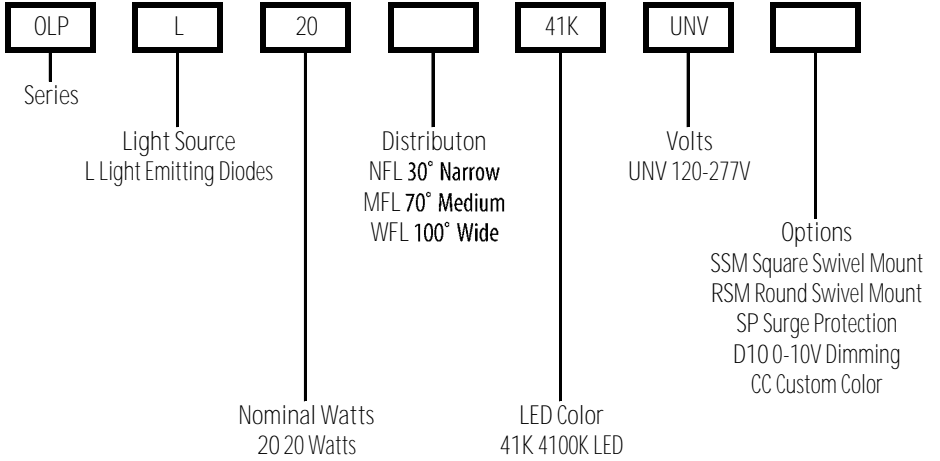 OLP
L
20
41K
UNV
Series
Light Source
L Light Emitting Diodes
Distributon
NFL 30° Narrow
MFL 70° Medium
WFL 100° Wide
Volts
UNV 120-277V
Options
SSM Square Swivel Mount
RSM Round Swivel Mount
SP Surge Protection
D10 0-10V Dimming
CC Custom Color
Nominal Watts
20 20 Watts
LED Color
41K 4100K LED